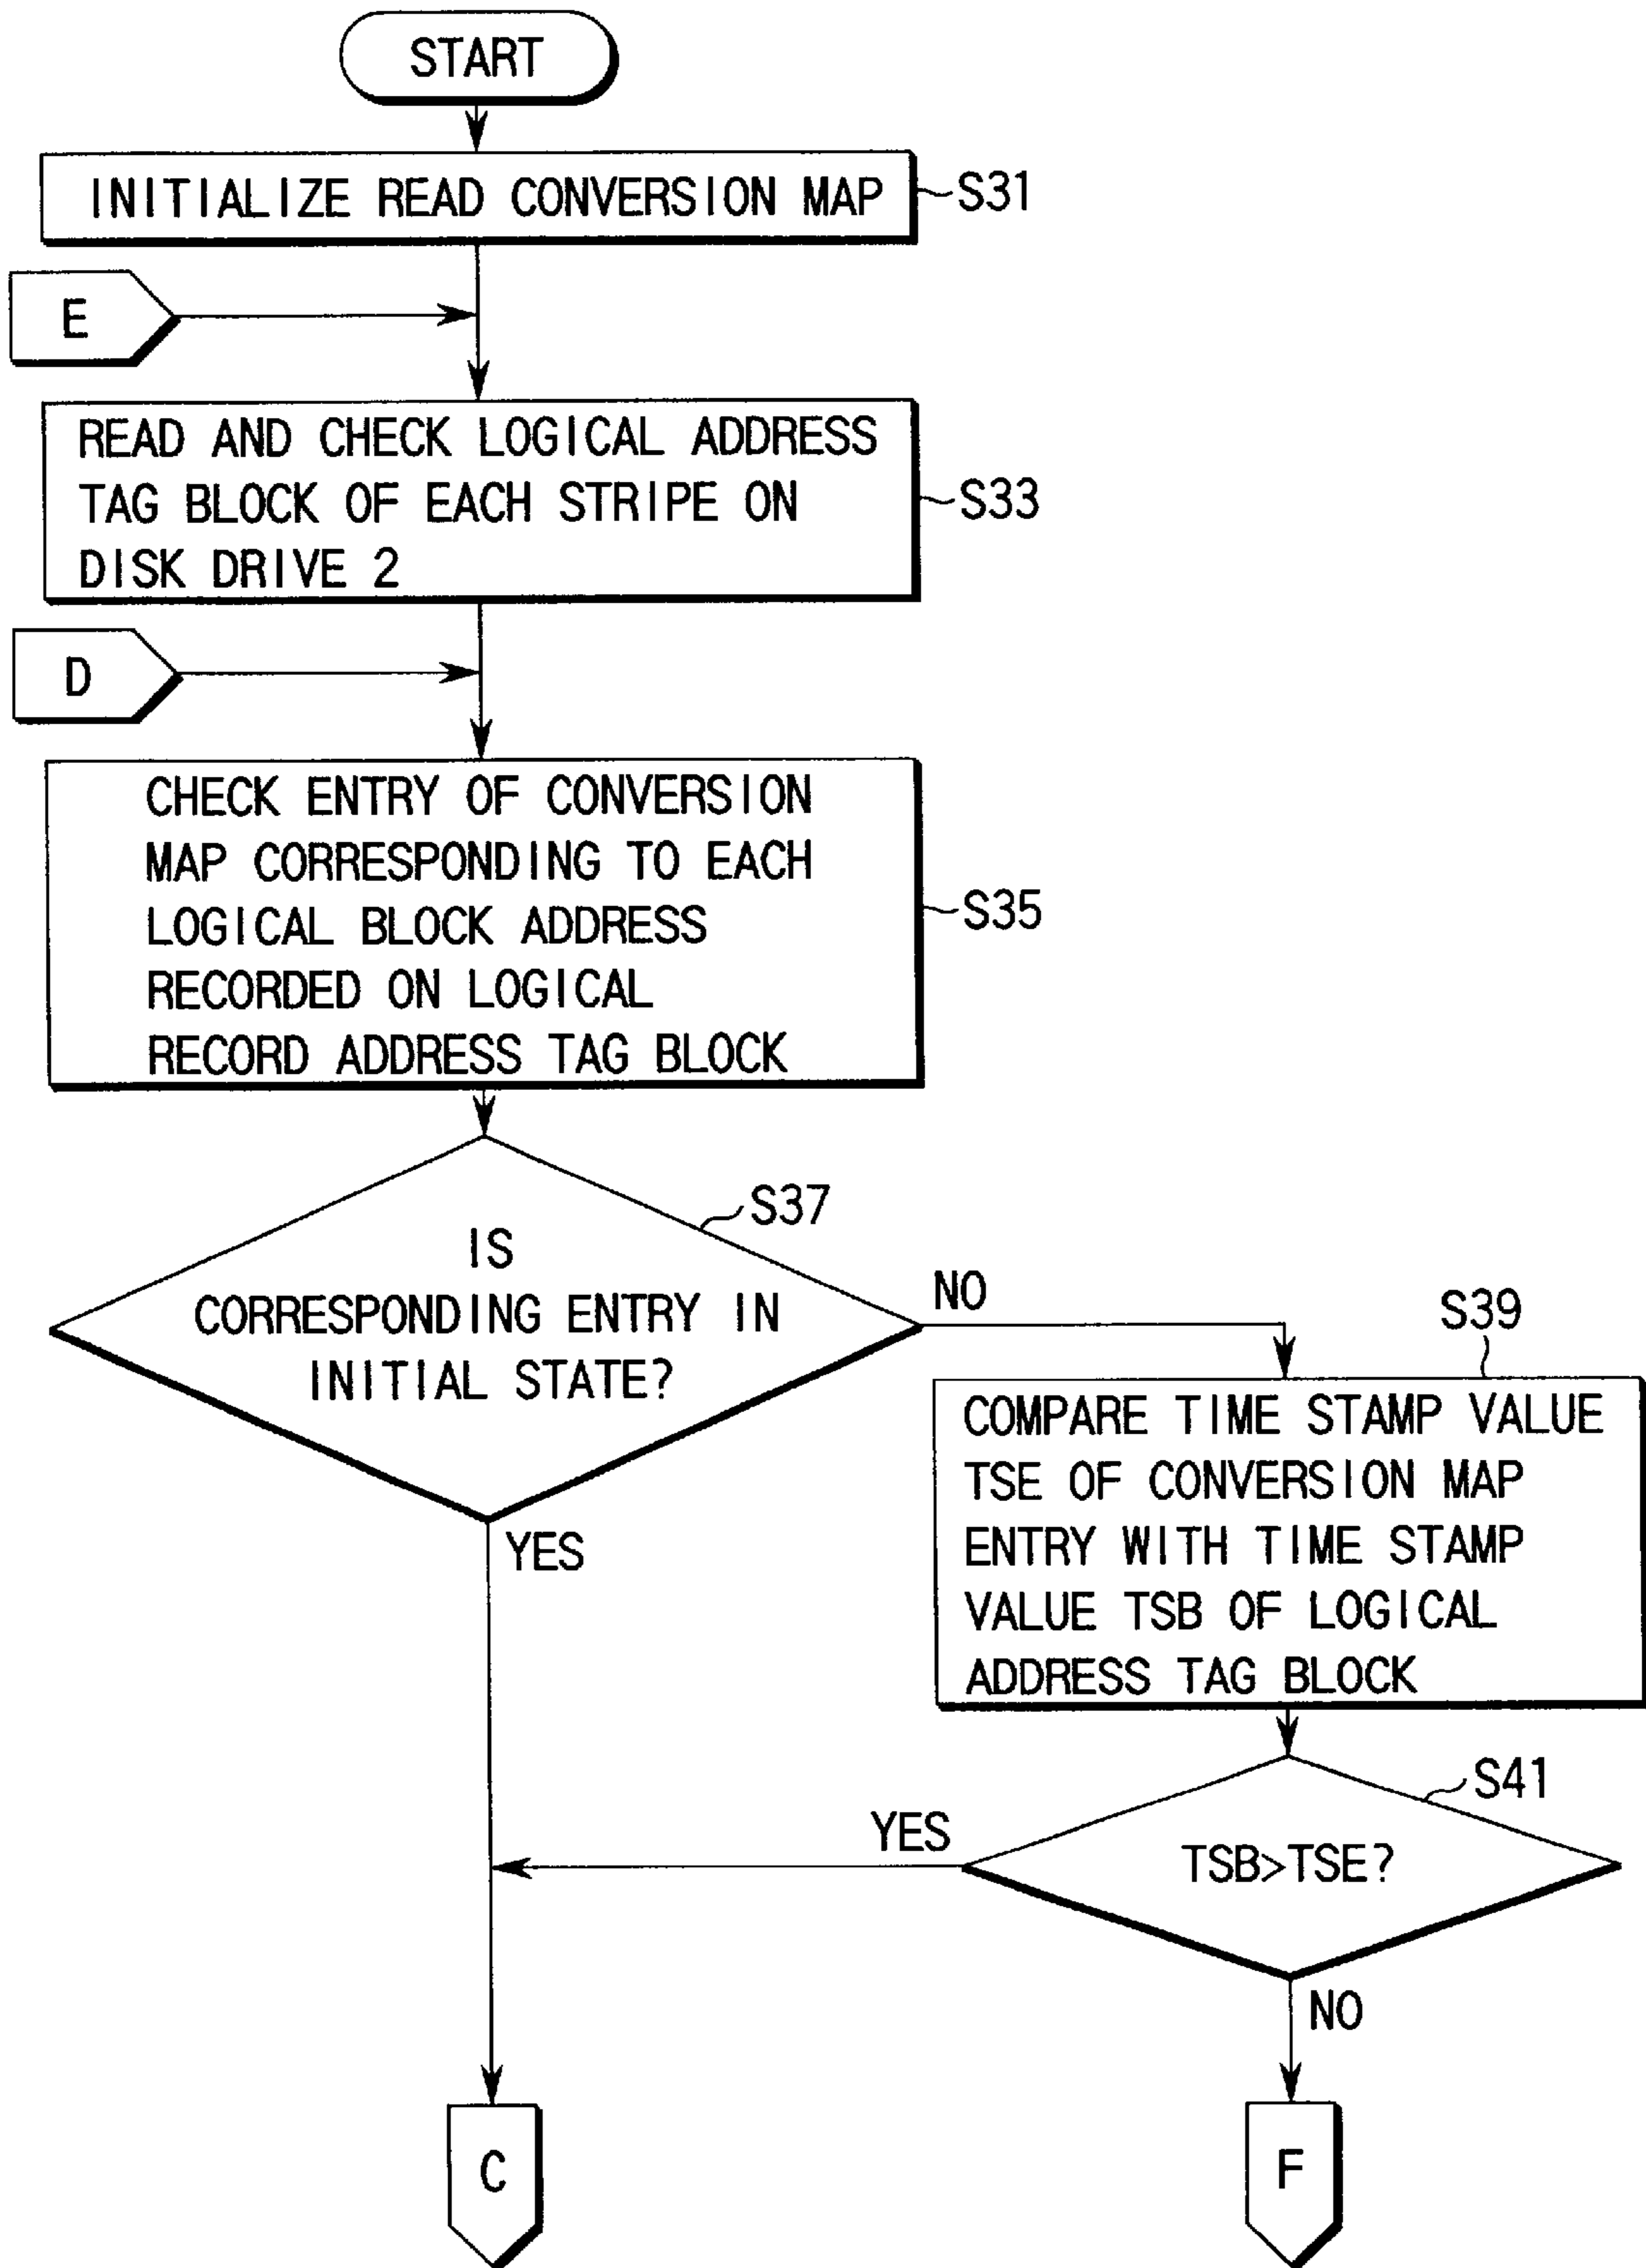 START
INITIALIZE READ CONVERSION MAP
S31
E
READ AND CHECK LOGICAL ADDRESS
TAG BLOCK OF EACH STRIPE ON
DISK DRIVE 2
S33
D
CHECK ENTRY OF CONVERSION
MAP CORRESPONDING TO EACH
LOGICAL BLOCK ADDRESS
RECORDED ON LOGICAL
RECORD ADDRESS TAG BLOCK
S35
IS
CORRESPONDING ENTRY IN
INITIAL STATE?
S37
NO
YES
S39
COMPARE TIME STAMP VALUE
TSE OF CONVERSION MAP
ENTRY WITH TIME STAMP
VALUE TSB OF LOGICAL
ADDRESS TAG BLOCK
S41
TSB>TSE?
YES
NO
C
F